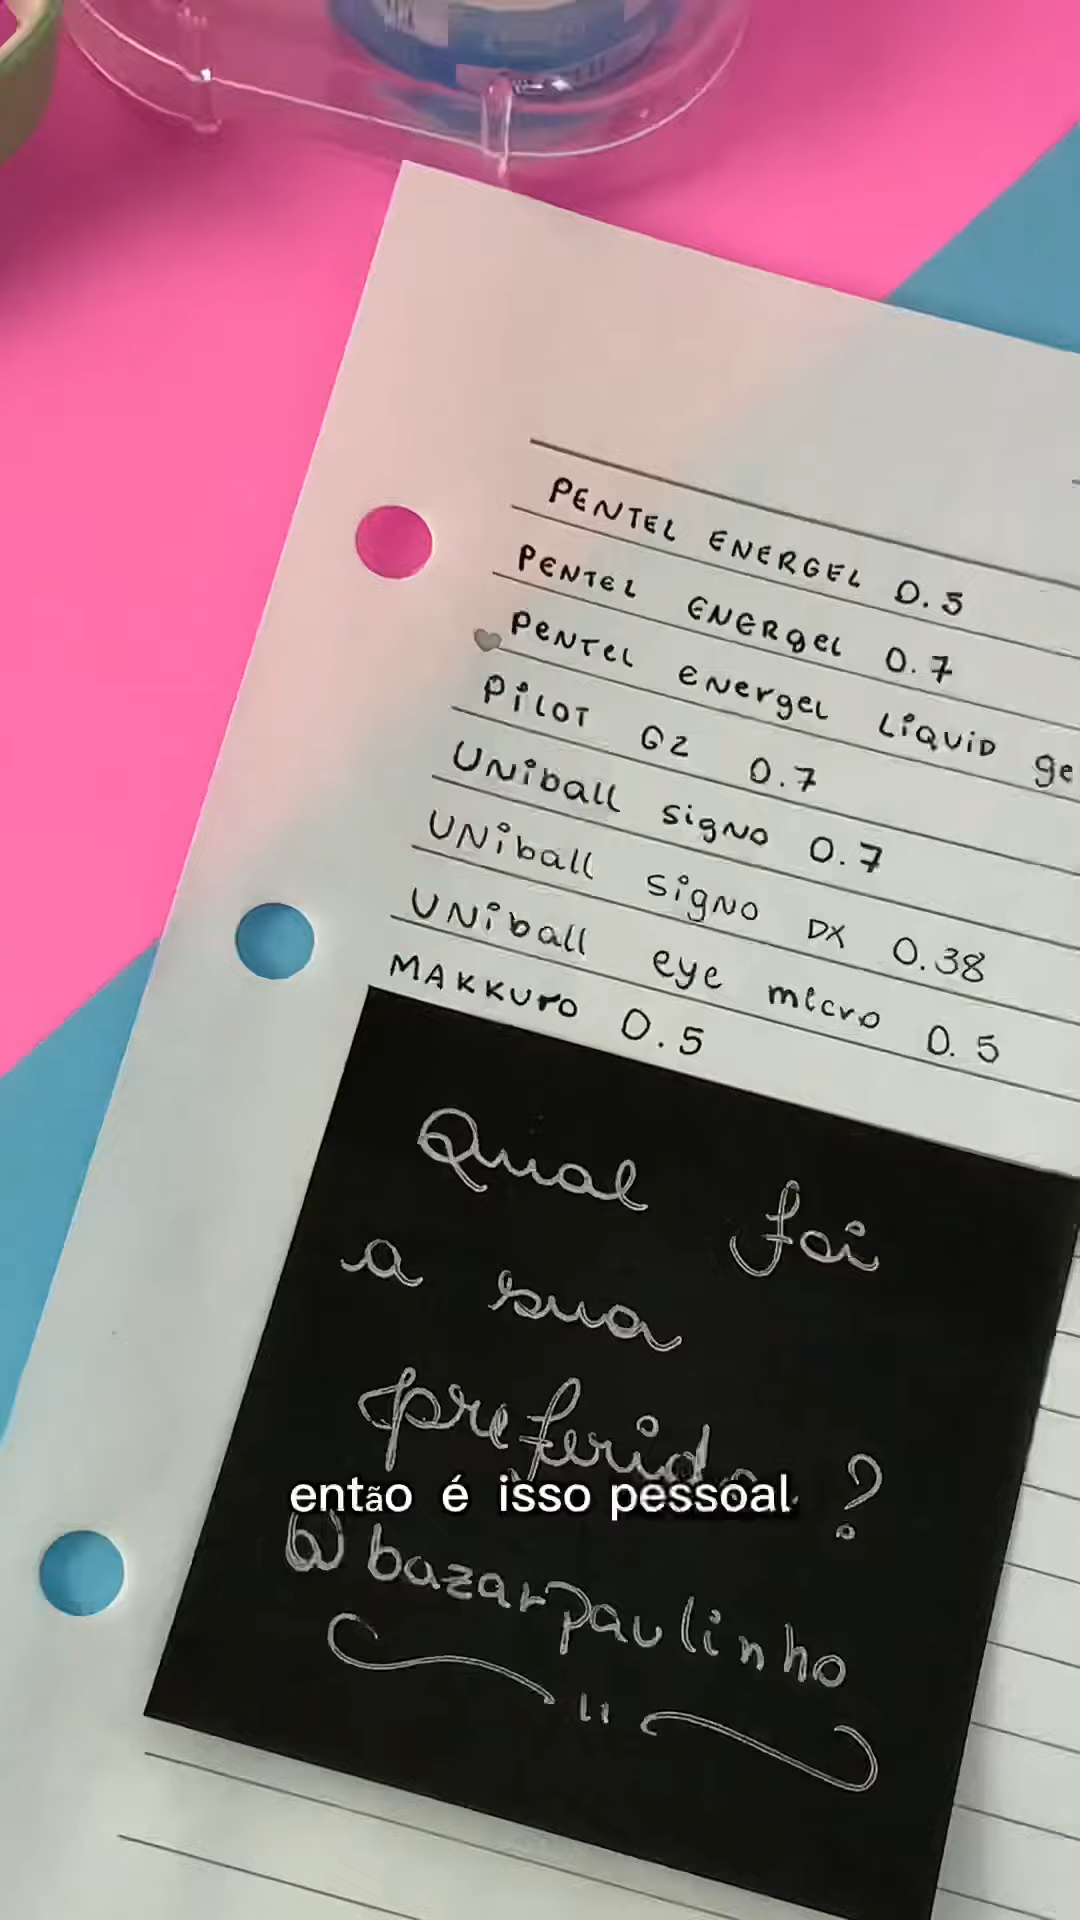 PENTEL ENERGEL 0.5
PENTEL ENERgEL 0.7
PeNTeL eNergeL LiQUiD ge
PiLOT G2 0.7
UNiball sigNo 0.7
UNiball sigNo DX 0.38
UNiball eye micro 0.5
MAKKUrO 0.5
Qual foi
a sua
preferida ?
então é isso pessoal
@bazarpaulinho